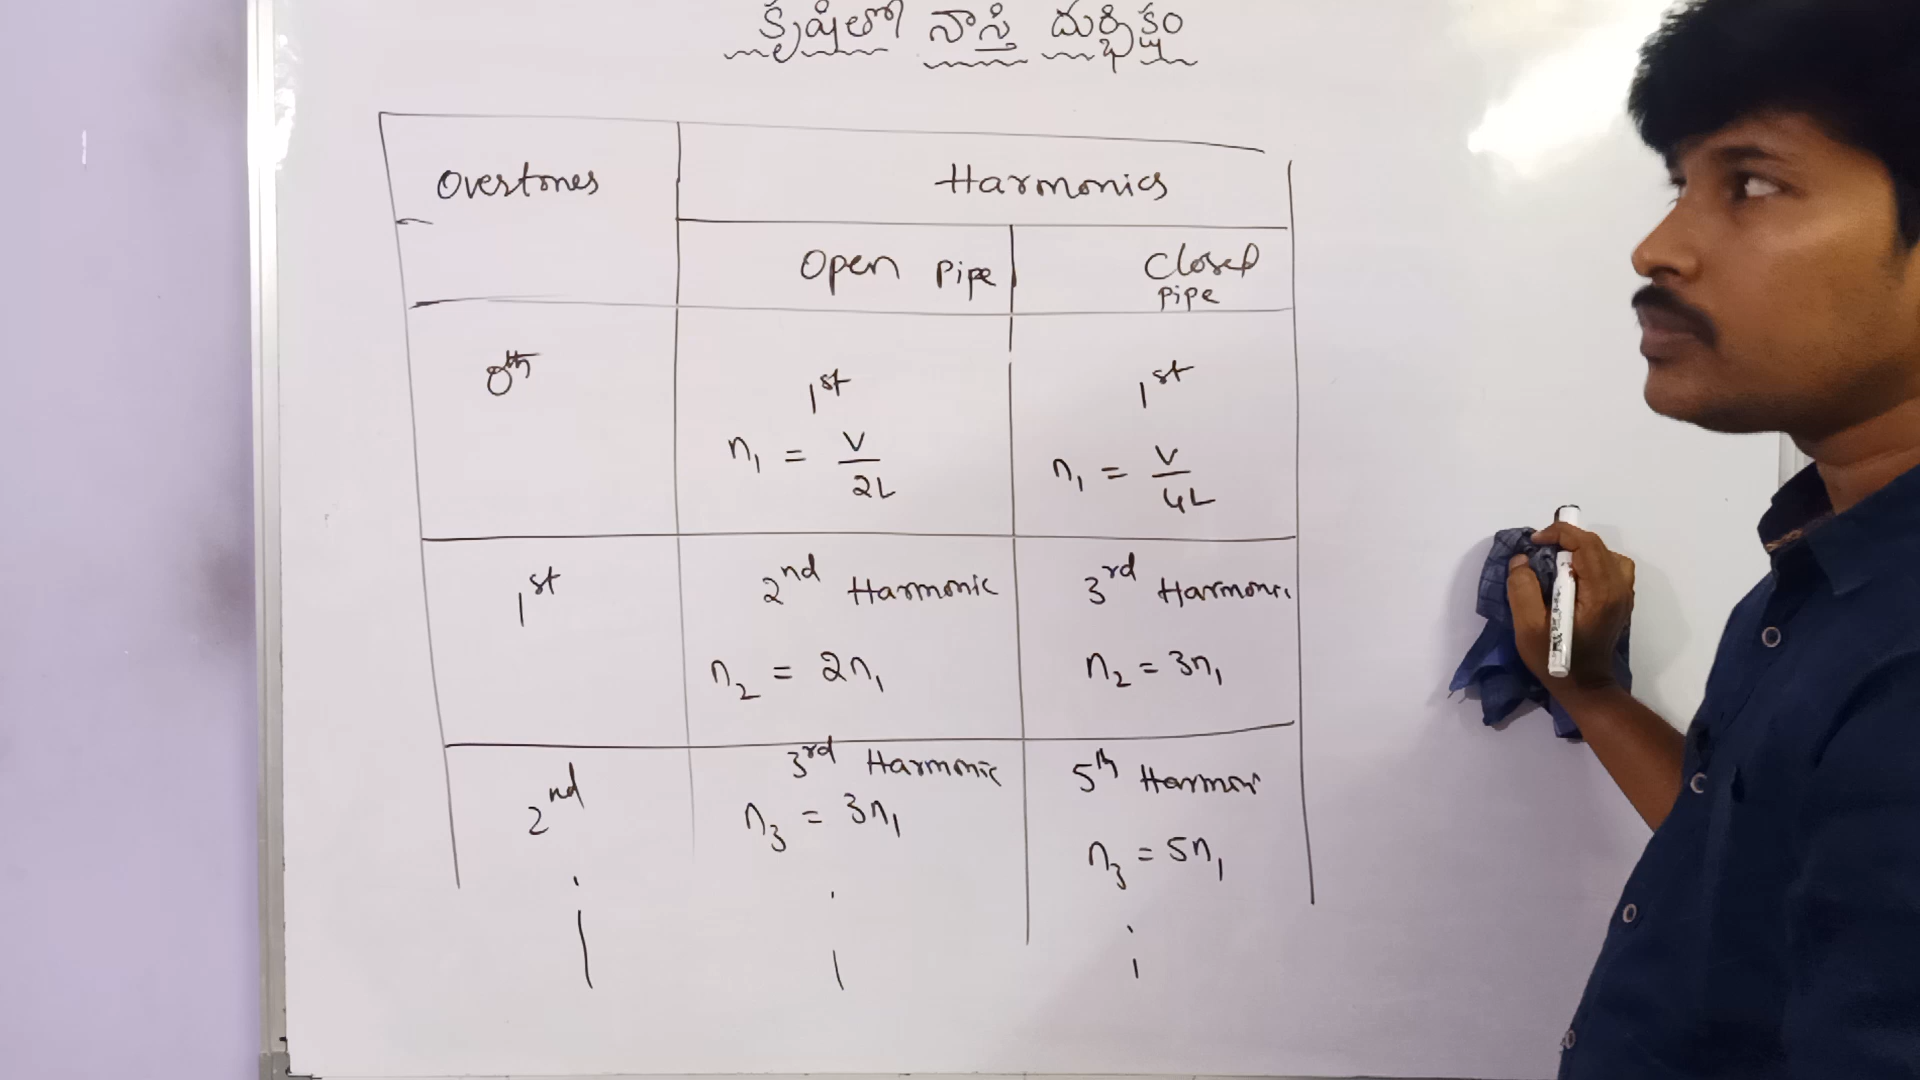 కృషితో నాస్తి దుర్భిక్షం
Overtones Harmonics
Open Pipe Closed
pipe
0th 1st 1st
n₁ = V/2L n₁ = V/4L
1st 2nd Harmonic 3rd Harmonic
n₂ = 2n₁ n₂ = 3n₁
2nd 3rd Harmonic 5th Harmoni
n₃ = 3n₁ n₃ = 5n₁